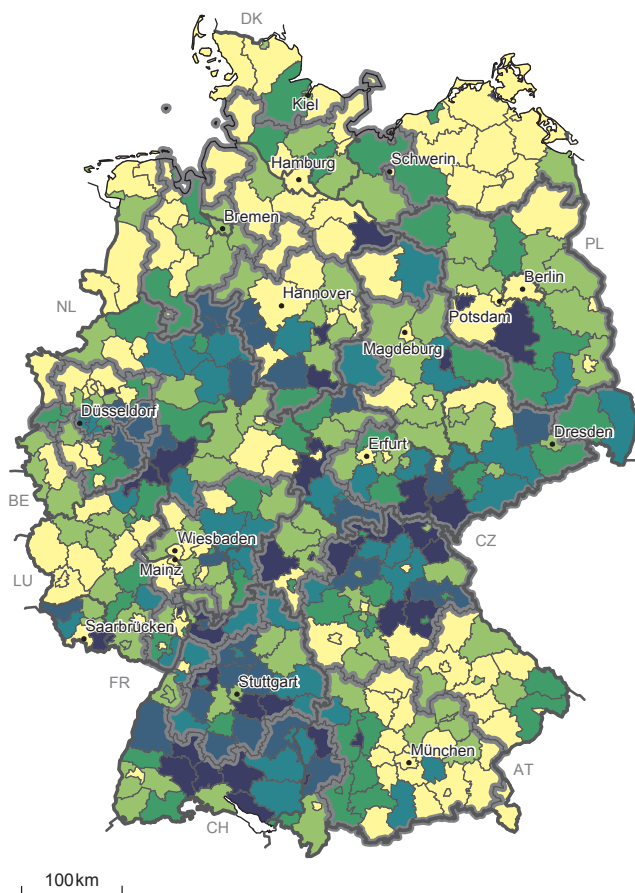 DK
Kiel
Hamburg
Schwerin
Bremen
PL
Berlin
Hannover
NL
Potsdam
Magdeburg
Düsseldorf
Erfurt
Dresden
BE
Wiesbaden
CZ
LU
Mainz
Saarbrücken
FR
Stuttgart
München
AT
CH
100km